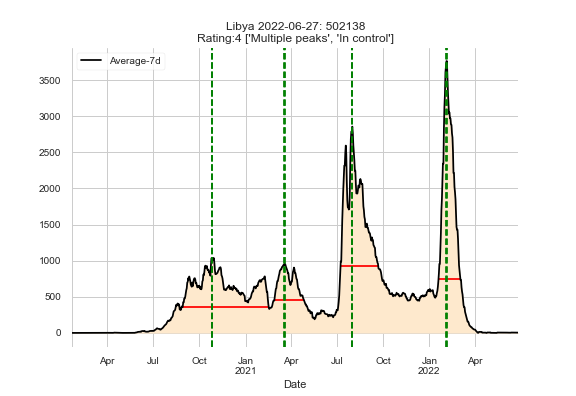 Libya 2022-06-27: 502138
Rating:4 ['Multiple peaks', 'In control']
Average-7d
3500
3000
2500
2000
1500
1000
500
0
Apr Jul Oct Jan Apr Jul Oct Jan Apr
2021 2022
Date